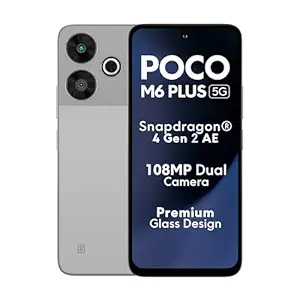 POCO
M6 PLUS 5G
Snapdragon®
4 Gen 2 AE
108MP Dual
Camera
Premium
Glass Design